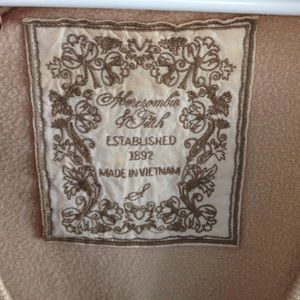 Abercrombie
& Fitch
ESTABLISHED
1892
MADE IN VIETNAM
S